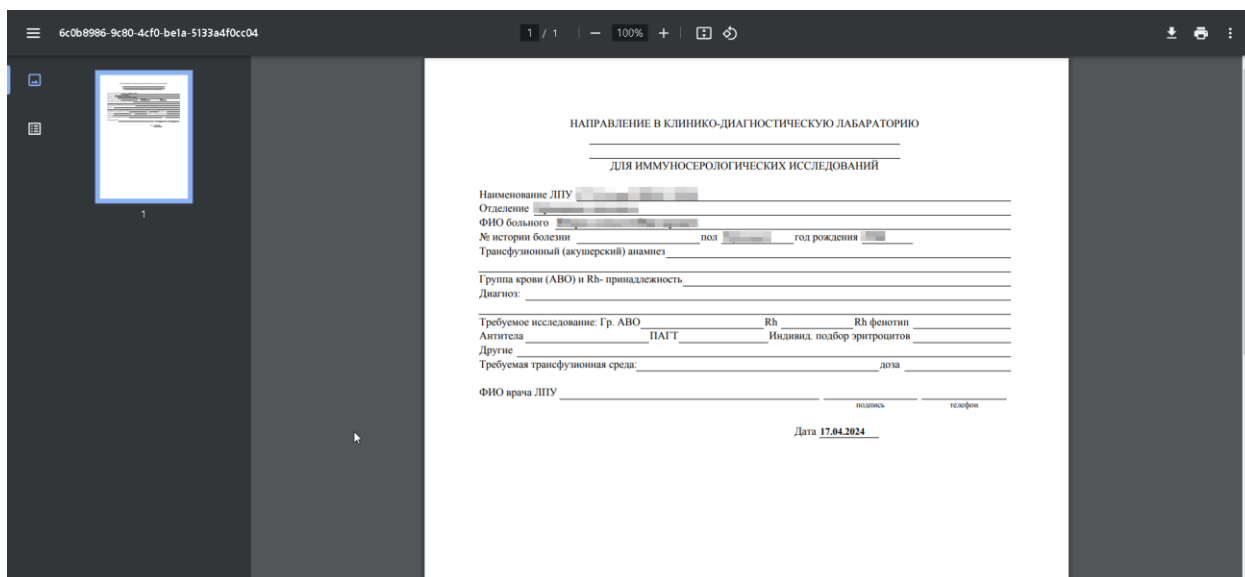 6c0b8986-9c80-4cf0-be1a-5133a4f0cc04
1 / 1
100%
1
НАПРАВЛЕНИЕ В КЛИНИКО-ДИАГНОСТИЧЕСКУЮ ЛАБАРАТОРИЮ
ДЛЯ ИММУНОСЕРОЛОГИЧЕСКИХ ИССЛЕДОВАНИЙ
Наименование ЛПУ
Отделение
ФИО больного
№ истории болезни пол год рождения
Трансфузионный (акушерский) анамнез
Группа крови (АВО) и Rh- принадлежность
Диагноз:
Требуемое исследование: Гр. АВО Rh Rh фенотип
Антитела ПАГТ Индивид. подбор эритроцитов
Другие
Требуемая трансфузионная среда: доза
ФИО врача ЛПУ
подпись телефон
Дата 17.04.2024